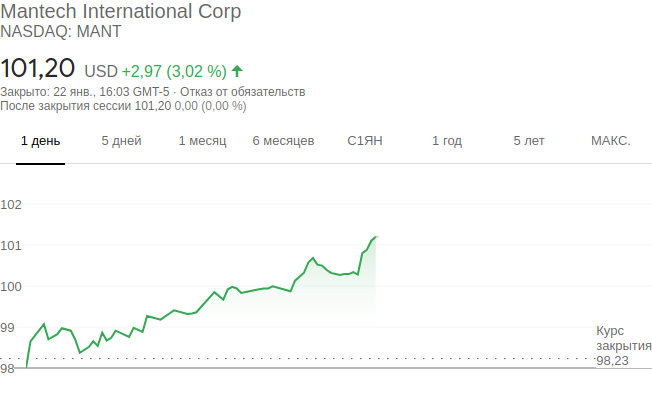 Mantech International Corp
NASDAQ: MANT
101,20 USD +2,97 (3,02 %)
Закрыто: 22 янв., 16:03 GMT-5 · Отказ от обязательств
После закрытия сессии 101,20 0,00 (0,00 %)
1 день 5 дней 1 месяц 6 месяцев С1ЯН 1 год 5 лет МАКС.
102
101
100
99
98
Курс
закрытия
98,23